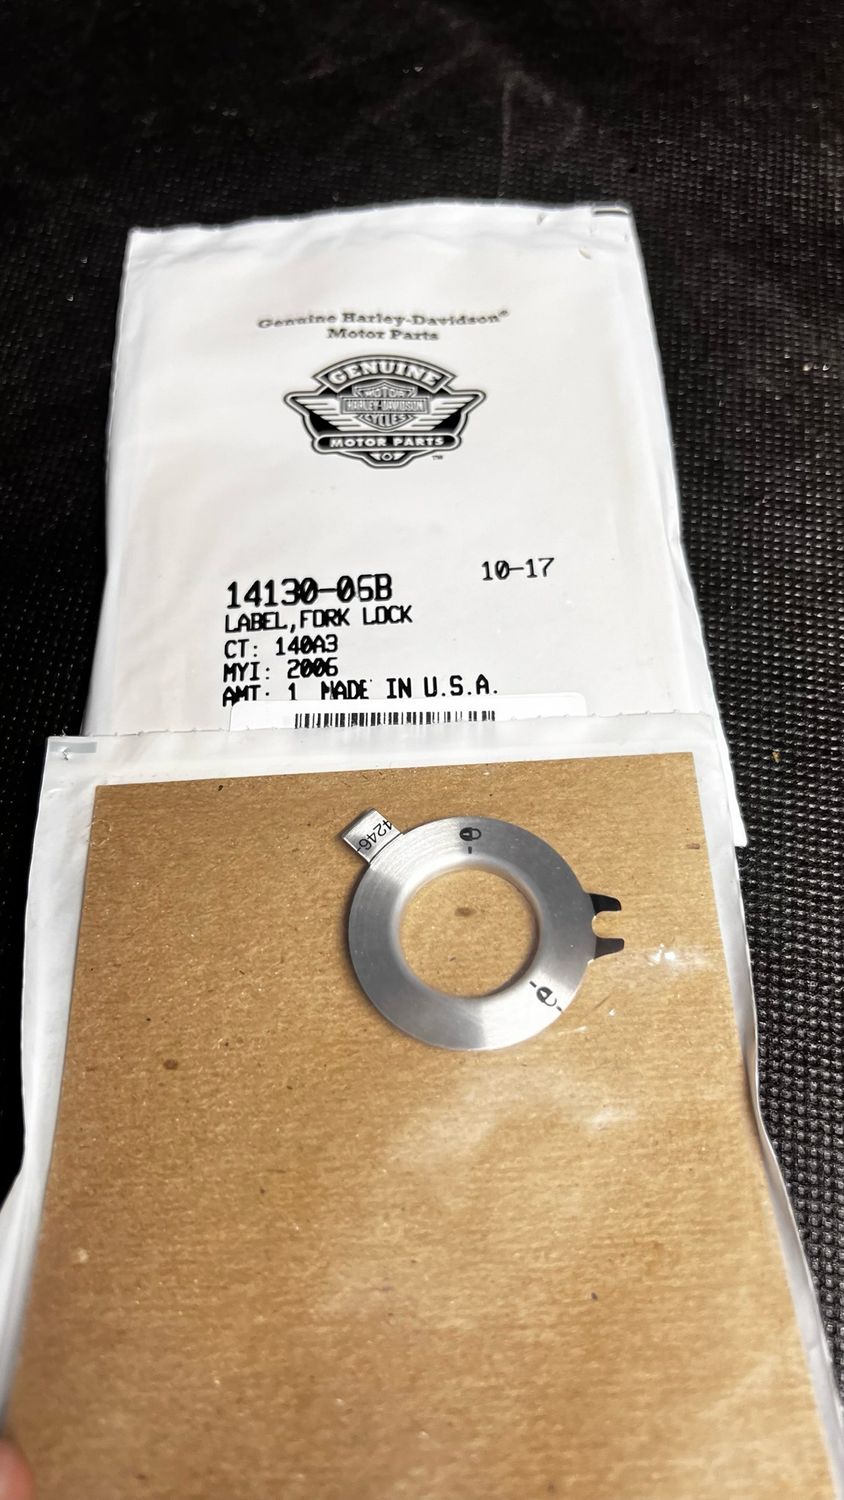 Genuine Harley-Davidson®
Motor Parts
GENUINE
MOTOR
HARLEY-DAVIDSON
CYCLES
MOTOR PARTS
™
10-17
14130-06B
LABEL,FORK LOCK
CT: 140A3
MYI: 2006
AMT: 1 MADE IN U.S.A.
4246-